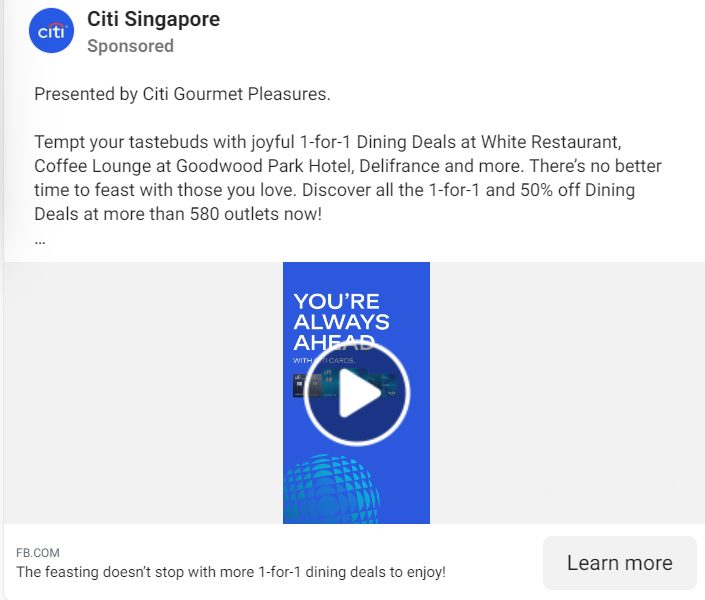 citi
Citi Singapore
Sponsored
Presented by Citi Gourmet Pleasures.
Tempt your tastebuds with joyful 1-for-1 Dining Deals at White Restaurant,
Coffee Lounge at Goodwood Park Hotel, Delifrance and more. There’s no better
time to feast with those you love. Discover all the 1-for-1 and 50% off Dining
Deals at more than 580 outlets now!
...
YOU’RE
ALWAYS
AHEAD
WITH CITI CARDS.
FB.COM
The feasting doesn’t stop with more 1-for-1 dining deals to enjoy!
Learn more